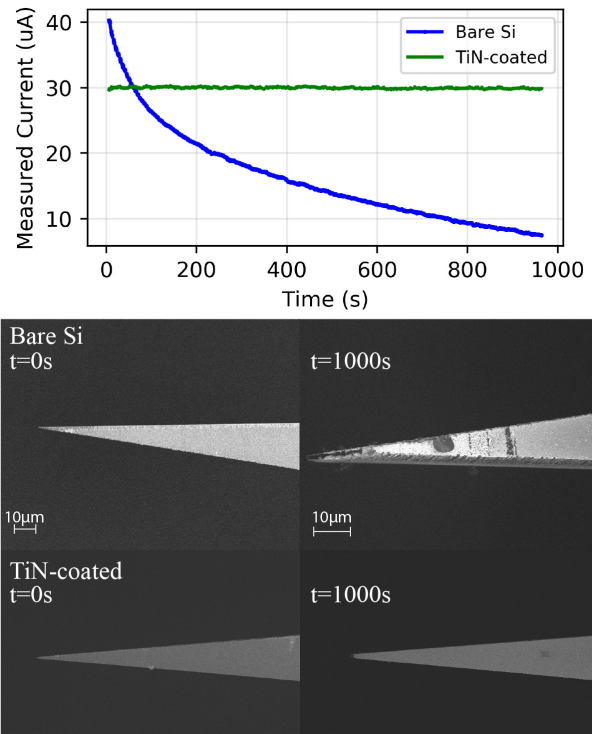 40
30
20
10
Measured Current (uA)
Bare Si
TiN-coated
0 200 400 600 800 1000
Time (s)
Bare Si
t=0s
t=1000s
10μm
10μm
TiN-coated
t=0s
t=1000s